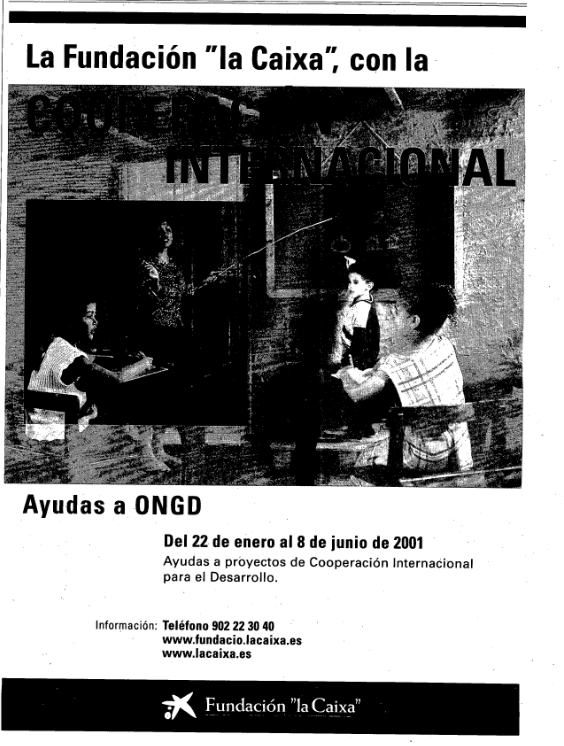 La Fundación "la Caixa", con la
COOPERACIÓN
INTERNACIONAL
Ayudas a ONGD
Del 22 de enero al 8 de junio de 2001
Ayudas a proyectos de Cooperación Internacional
para el Desarrollo.
Información: Teléfono 902 22 30 40
www.fundacio.lacaixa.es
www.lacaixa.es
Fundación "la Caixa"